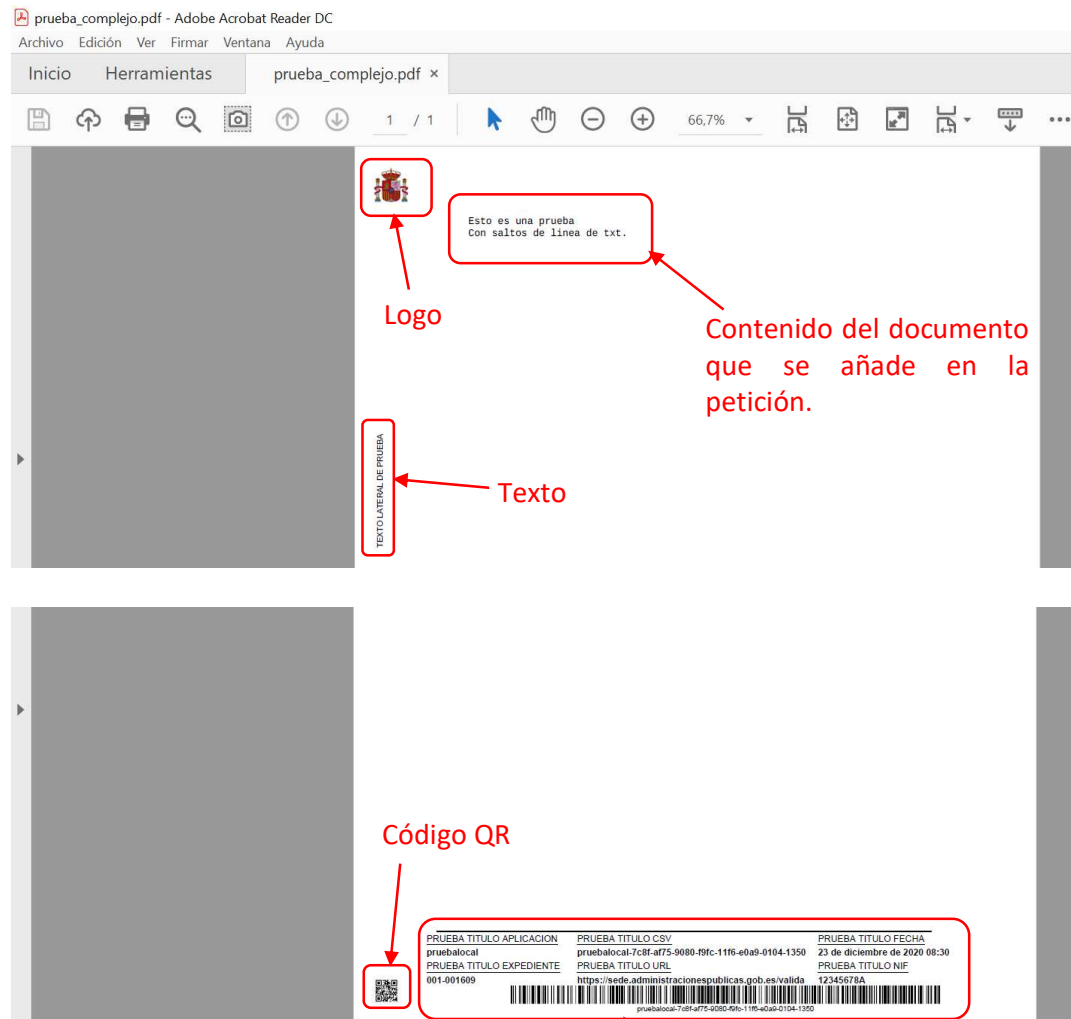 prueba_complejo.pdf - Adobe Acrobat Reader DC
Archivo Edición Ver Firmar Ventana Ayuda
Inicio Herramientas prueba_complejo.pdf ×
1 / 1 66,7%
Esto es una prueba
Con saltos de linea de txt.
Logo
Contenido del documento
que se añade en la
petición.
TEXTO LATERAL DE PRUEBA
Texto
Código QR
PRUEBA TITULO APLICACION PRUEBA TITULO CSV PRUEBA TITULO FECHA
pruebalocal pruebalocal-7c8f-af75-9080-f9fc-11f6-e0a9-0104-1350 23 de diciembre de 2020 08:30
PRUEBA TITULO EXPEDIENTE PRUEBA TITULO URL PRUEBA TITULO NIF
001-001609 https://sede.administracionespublicas.gob.es/valida 12345678A
pruebalocal-7c8f-af75-9080-f9fc-11f6-e0a9-0104-1350